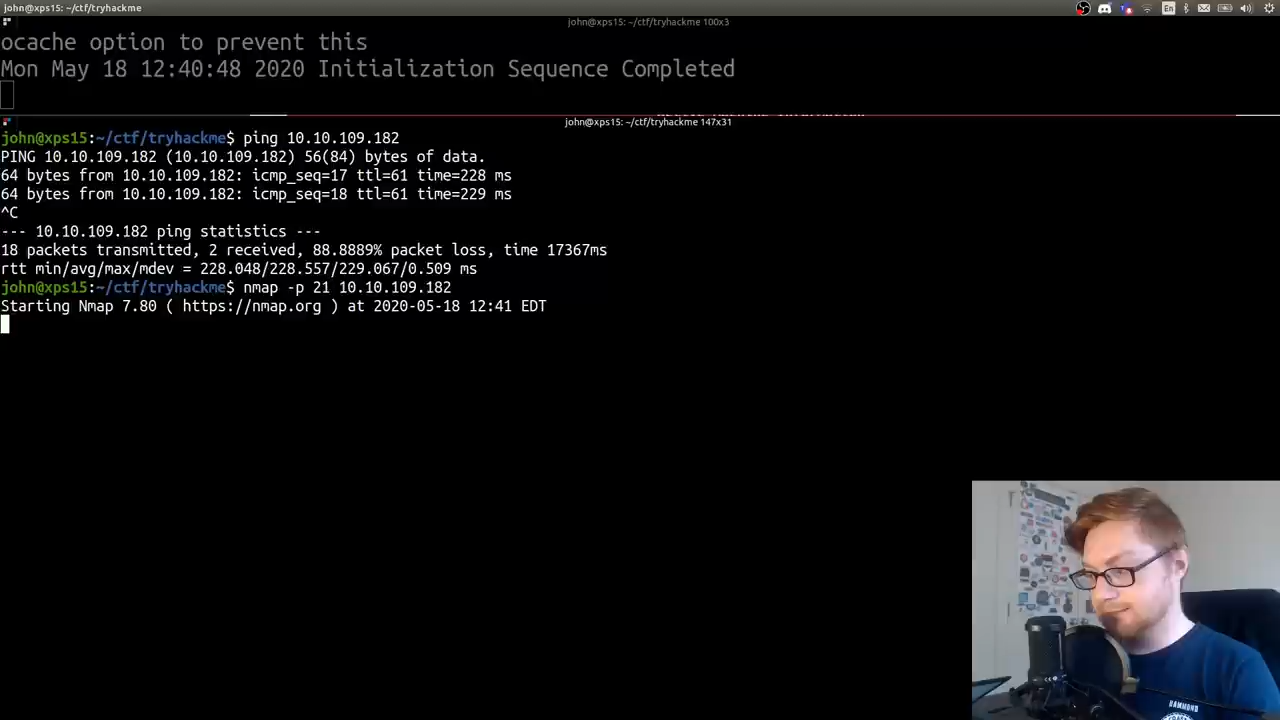 john@xps15: ~/ctf/tryhackme
En
john@xps15: ~/ctf/tryhackme 100x3
ocache option to prevent this
Mon May 18 12:40:48 2020 Initialization Sequence Completed
john@xps15: ~/ctf/tryhackme 147x31
john@xps15:~/ctf/tryhackme$ ping 10.10.109.182
PING 10.10.109.182 (10.10.109.182) 56(84) bytes of data.
64 bytes from 10.10.109.182: icmp_seq=17 ttl=61 time=228 ms
64 bytes from 10.10.109.182: icmp_seq=18 ttl=61 time=229 ms
^C
--- 10.10.109.182 ping statistics ---
18 packets transmitted, 2 received, 88.8889% packet loss, time 17367ms
rtt min/avg/max/mdev = 228.048/228.557/229.067/0.509 ms
john@xps15:~/ctf/tryhackme$ nmap -p 21 10.10.109.182
Starting Nmap 7.80 ( https://nmap.org ) at 2020-05-18 12:41 EDT
HAMMOND